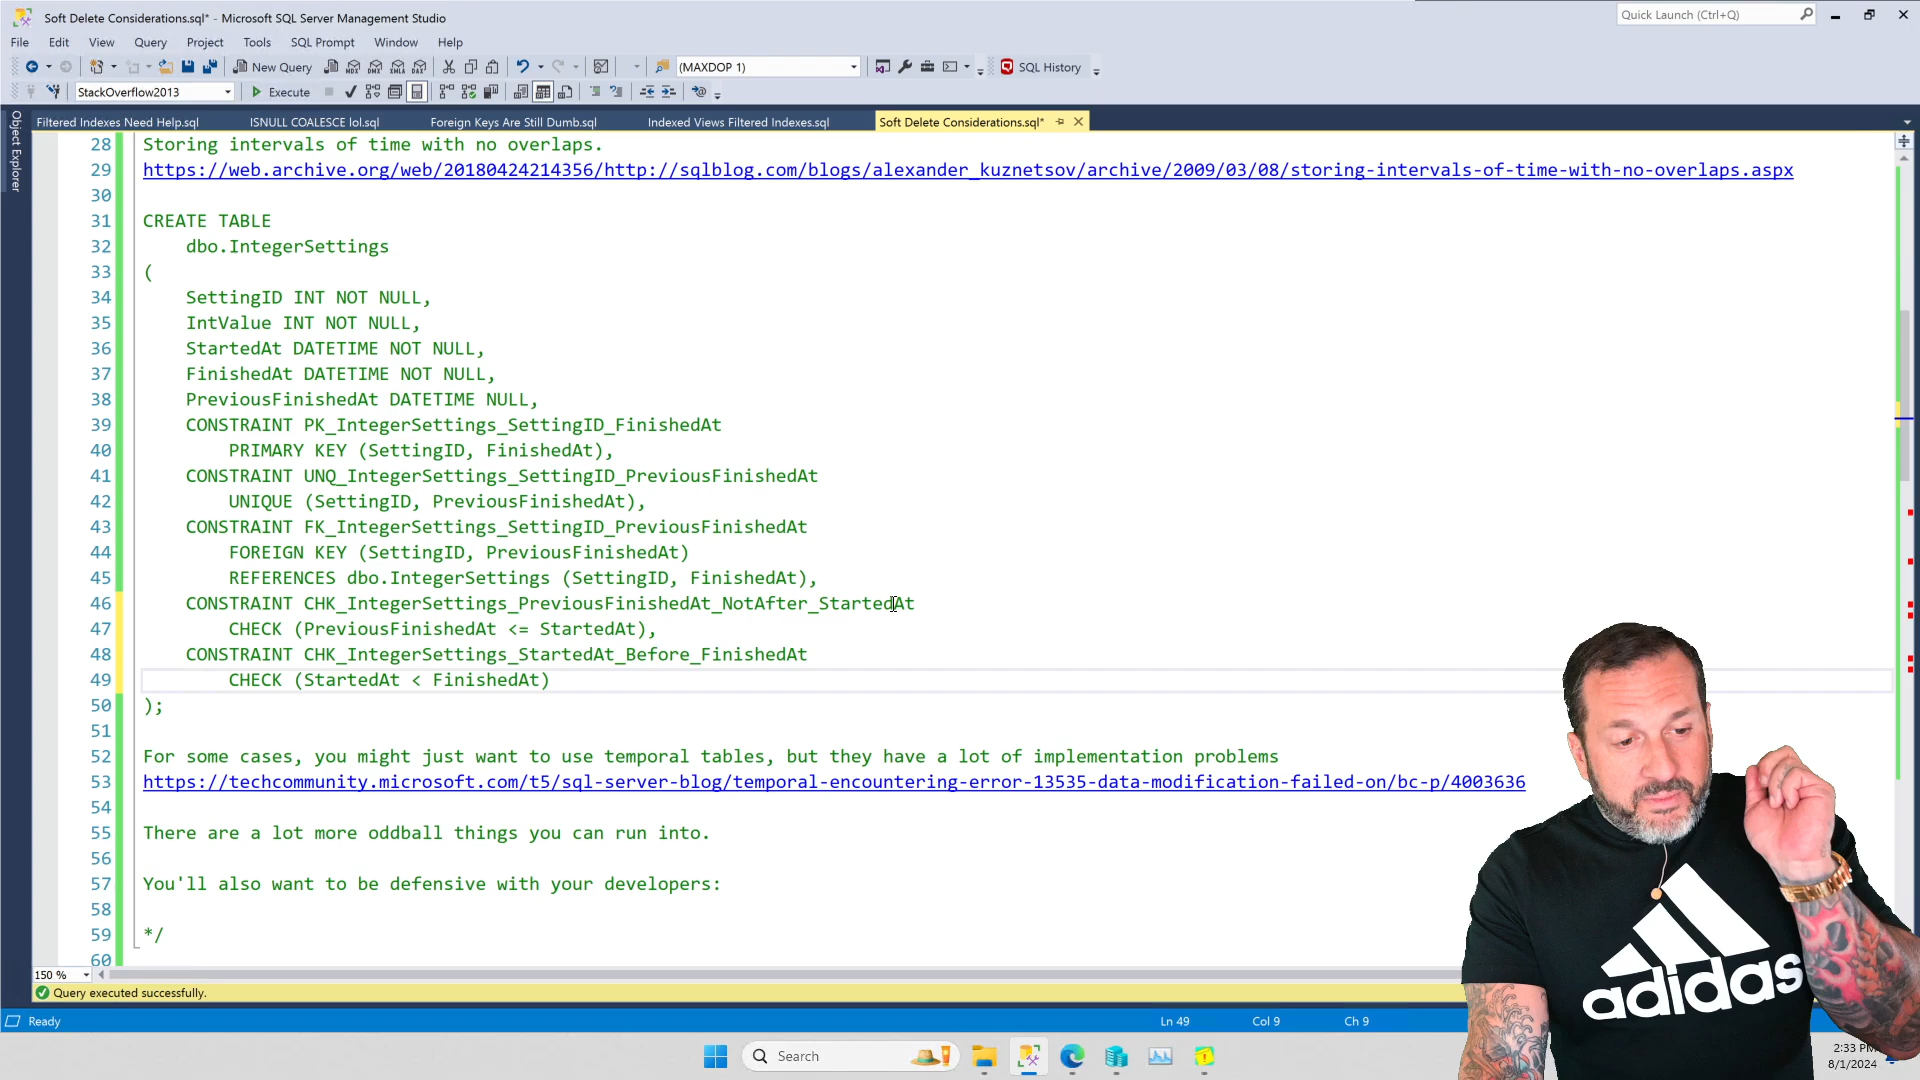 Soft Delete Considerations.sql* - Microsoft SQL Server Management Studio
Quick Launch (Ctrl+Q)
File Edit View Query Project Tools SQL Prompt Window Help
New Query
(MAXDOP 1)
SQL History
StackOverflow2013
Execute
Object Explorer
Filtered Indexes Need Help.sql
ISNULL COALESCE lol.sql
Foreign Keys Are Still Dumb.sql
Indexed Views Filtered Indexes.sql
Soft Delete Considerations.sql*
28 Storing intervals of time with no overlaps.
29 https://web.archive.org/web/20180424214356/http://sqlblog.com/blogs/alexander_kuznetsov/archive/2009/03/08/storing-intervals-of-time-with-no-overlaps.aspx
30
31 CREATE TABLE
32 dbo.IntegerSettings
33 (
34 SettingID INT NOT NULL,
35 IntValue INT NOT NULL,
36 StartedAt DATETIME NOT NULL,
37 FinishedAt DATETIME NOT NULL,
38 PreviousFinishedAt DATETIME NULL,
39 CONSTRAINT PK_IntegerSettings_SettingID_FinishedAt
40 PRIMARY KEY (SettingID, FinishedAt),
41 CONSTRAINT UNQ_IntegerSettings_SettingID_PreviousFinishedAt
42 UNIQUE (SettingID, PreviousFinishedAt),
43 CONSTRAINT FK_IntegerSettings_SettingID_PreviousFinishedAt
44 FOREIGN KEY (SettingID, PreviousFinishedAt)
45 REFERENCES dbo.IntegerSettings (SettingID, FinishedAt),
46 CONSTRAINT CHK_IntegerSettings_PreviousFinishedAt_NotAfter_StartedAt
47 CHECK (PreviousFinishedAt <= StartedAt),
48 CONSTRAINT CHK_IntegerSettings_StartedAt_Before_FinishedAt
49 CHECK (StartedAt < FinishedAt)
50 );
51
52 For some cases, you might just want to use temporal tables, but they have a lot of implementation problems
53 https://techcommunity.microsoft.com/t5/sql-server-blog/temporal-encountering-error-13535-data-modification-failed-on/bc-p/4003636
54
55 There are a lot more oddball things you can run into.
56
57 You'll also want to be defensive with your developers:
58
59 */
60
150 %
Query executed successfully.
Ready
Ln 49
Col 9
Ch 9
adidas
Search
2:33 PM
8/1/2024